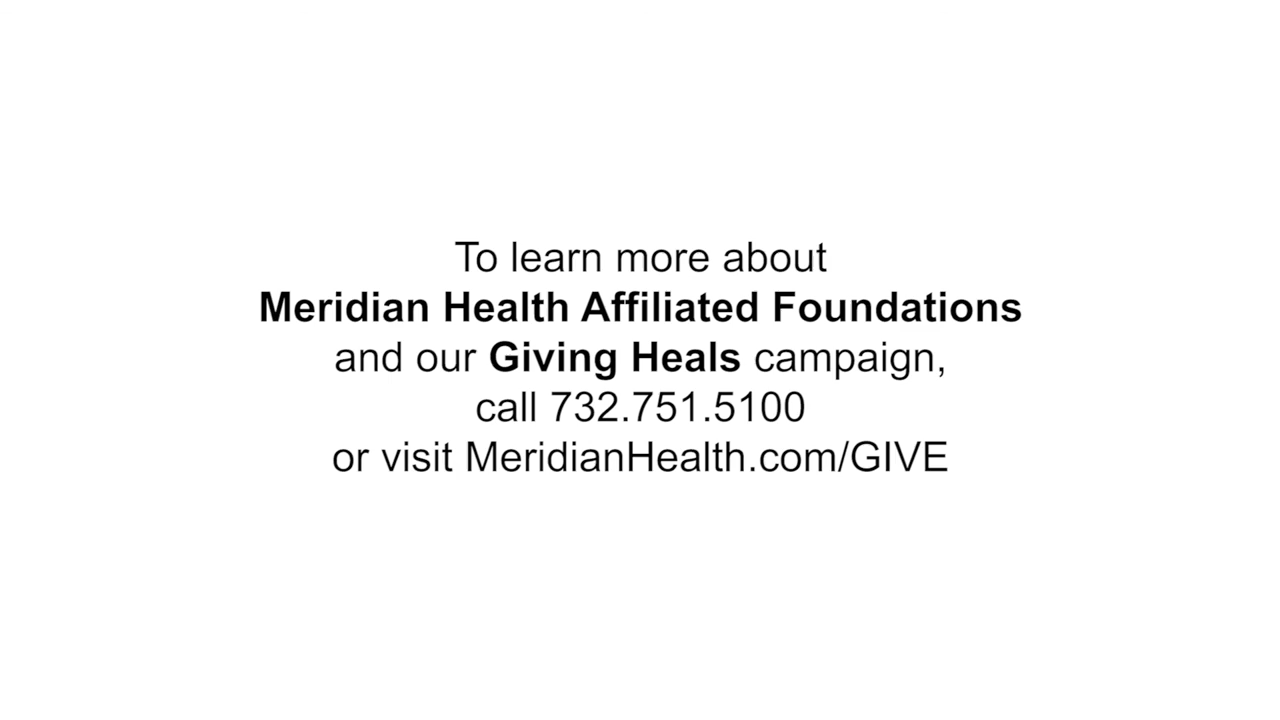 To learn more about
Meridian Health Affiliated Foundations
and our Giving Heals campaign,
call 732.751.5100
or visit MeridianHealth.com/GIVE